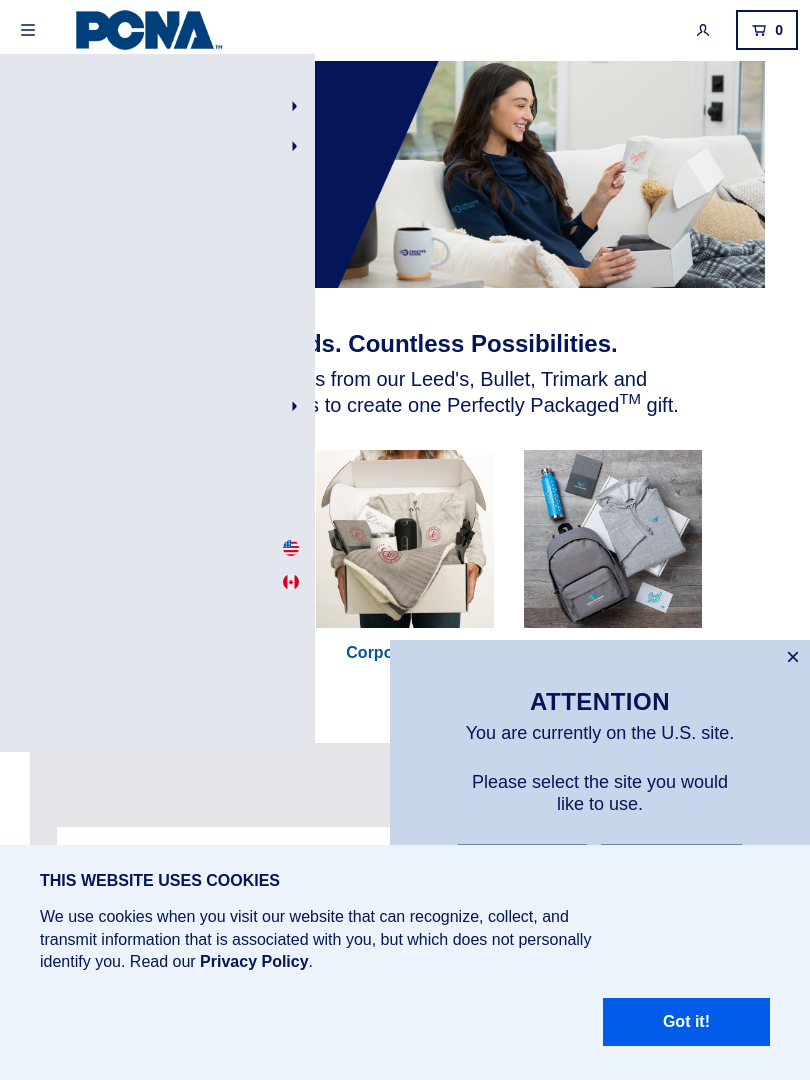 PCNA™
0
ds. Countless Possibilities.
s from our Leed's, Bullet, Trimark and
s to create one Perfectly Packaged™ gift.
Corpo
ATTENTION
You are currently on the U.S. site.
Please select the site you would
like to use.
THIS WEBSITE USES COOKIES
We use cookies when you visit our website that can recognize, collect, and
transmit information that is associated with you, but which does not personally
identify you. Read our Privacy Policy.
Got it!